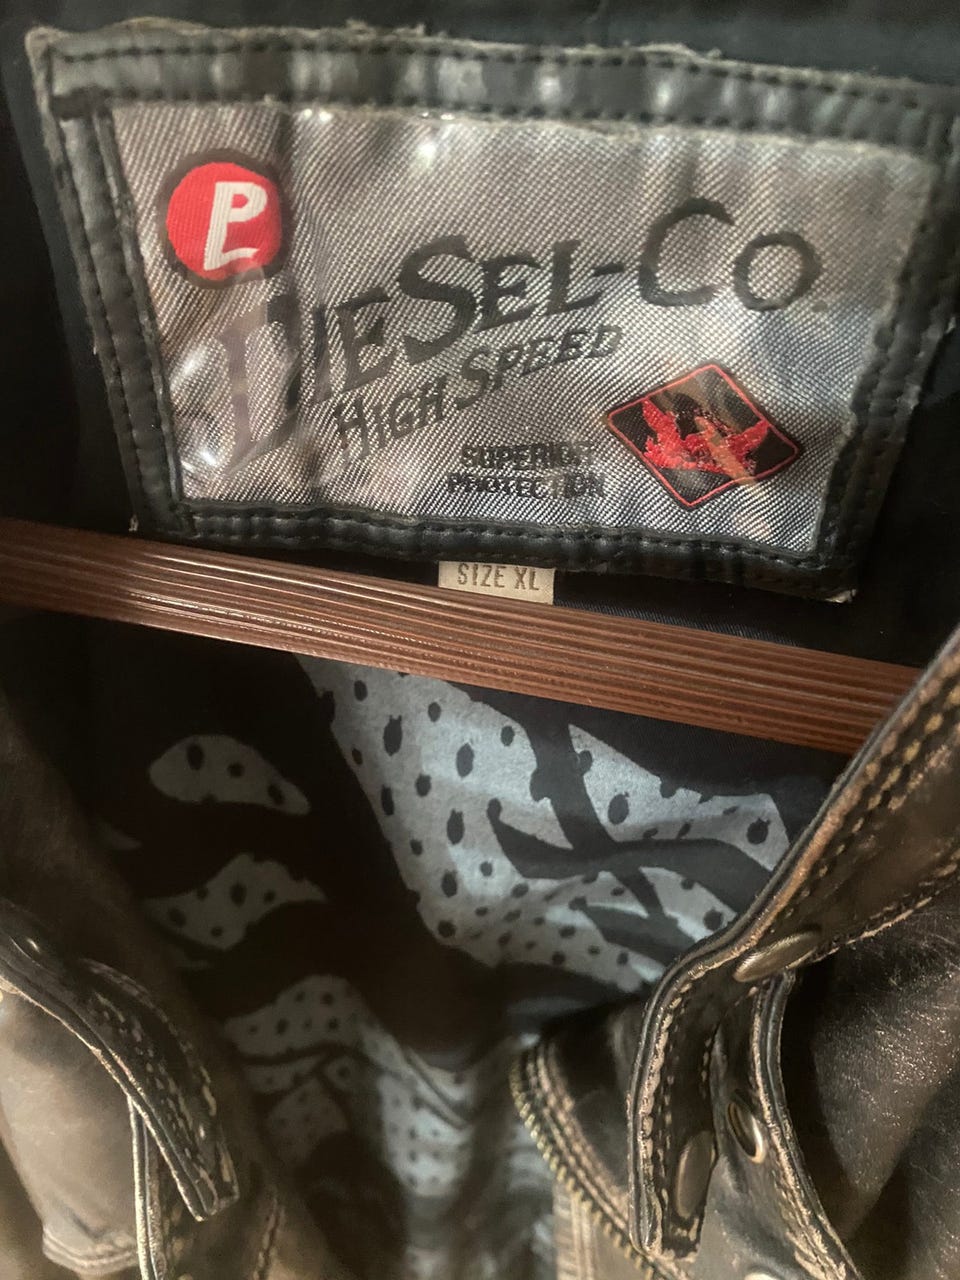 DIESEL-CO.
HIGH SPEED
SUPERIOR
PROTECTION
SIZE XL